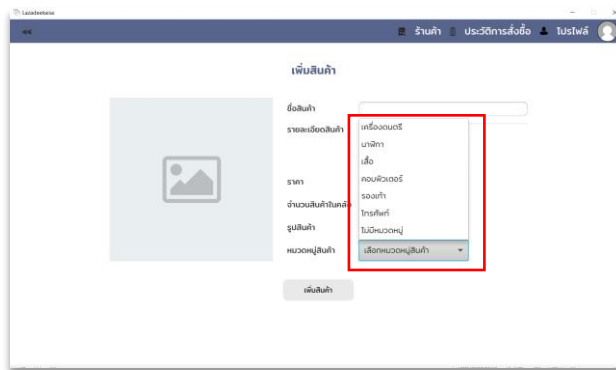 Lazadeekasa
ร้านค้า ประวัติการสั่งซื้อ โปรไฟล์
เพิ่มสินค้า
ชื่อสินค้า
รายละเอียดสินค้า
เครื่องดนตรี
นาฬิกา
เสื้อ
คอมพิวเตอร์
รองเท้า
โทรศัพท์
ไม่มีหมวดหมู่
ราคา
จำนวนสินค้าในคลัง
รูปสินค้า
หมวดหมู่สินค้า เลือกหมวดหมู่สินค้า
เพิ่มสินค้า